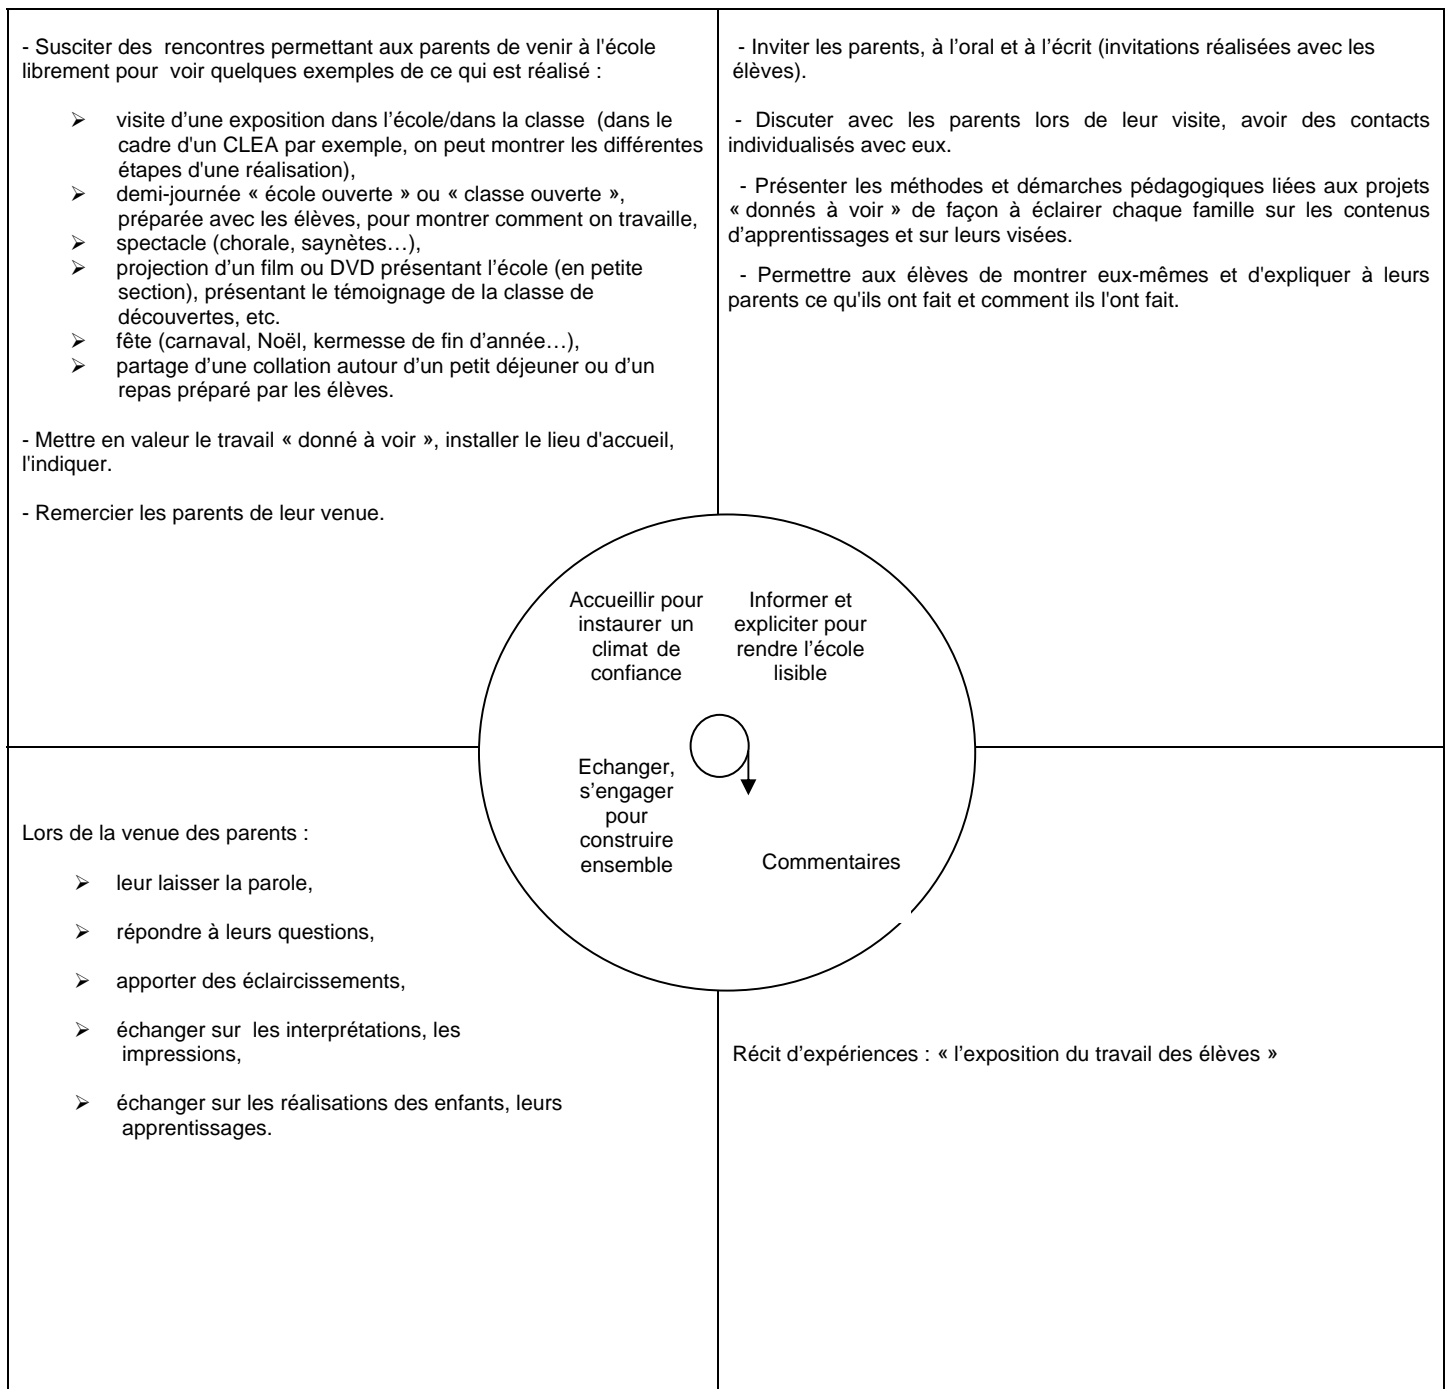 - Susciter des rencontres permettant aux parents de venir à l'école
librement pour voir quelques exemples de ce qui est réalisé :
➢ visite d’une exposition dans l’école/dans la classe (dans le
cadre d'un CLEA par exemple, on peut montrer les différentes
étapes d'une réalisation),
➢ demi-journée « école ouverte » ou « classe ouverte »,
préparée avec les élèves, pour montrer comment on travaille,
➢ spectacle (chorale, saynètes…),
➢ projection d’un film ou DVD présentant l’école (en petite
section), présentant le témoignage de la classe de
découvertes, etc.
➢ fête (carnaval, Noël, kermesse de fin d’année…),
➢ partage d’une collation autour d’un petit déjeuner ou d’un
repas préparé par les élèves.
- Mettre en valeur le travail « donné à voir », installer le lieu d'accueil,
l'indiquer.
- Remercier les parents de leur venue.
- Inviter les parents, à l’oral et à l’écrit (invitations réalisées avec les
élèves).
- Discuter avec les parents lors de leur visite, avoir des contacts
individualisés avec eux.
- Présenter les méthodes et démarches pédagogiques liées aux projets
« donnés à voir » de façon à éclairer chaque famille sur les contenus
d’apprentissages et sur leurs visées.
- Permettre aux élèves de montrer eux-mêmes et d'expliquer à leurs
parents ce qu'ils ont fait et comment ils l'ont fait.
Accueillir pour
instaurer un
climat de
confiance
Informer et
expliciter pour
rendre l’école
lisible
Echanger,
s’engager
pour
construire
ensemble
Commentaires
Lors de la venue des parents :
➢ leur laisser la parole,
➢ répondre à leurs questions,
➢ apporter des éclaircissements,
➢ échanger sur les interprétations, les
impressions,
➢ échanger sur les réalisations des enfants, leurs
apprentissages.
Récit d’expériences : « l’exposition du travail des élèves »